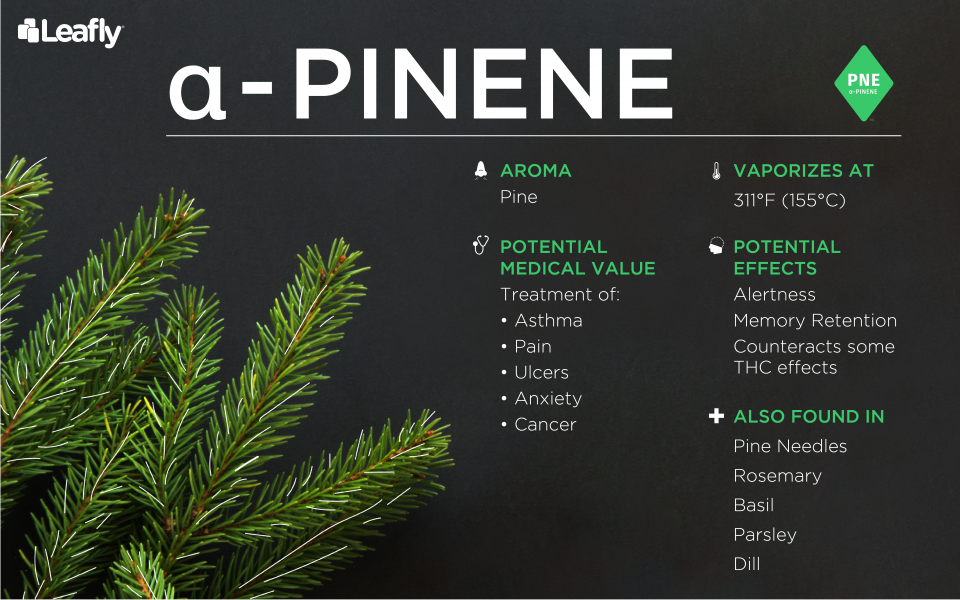 Leafly
α-PINENE
PNE
α-PINENE
AROMA
Pine
POTENTIAL
MEDICAL VALUE
Treatment of:
• Asthma
• Pain
• Ulcers
• Anxiety
• Cancer
VAPORIZES AT
311°F (155°C)
POTENTIAL
EFFECTS
Alertness
Memory Retention
Counteracts some
THC effects
ALSO FOUND IN
Pine Needles
Rosemary
Basil
Parsley
Dill